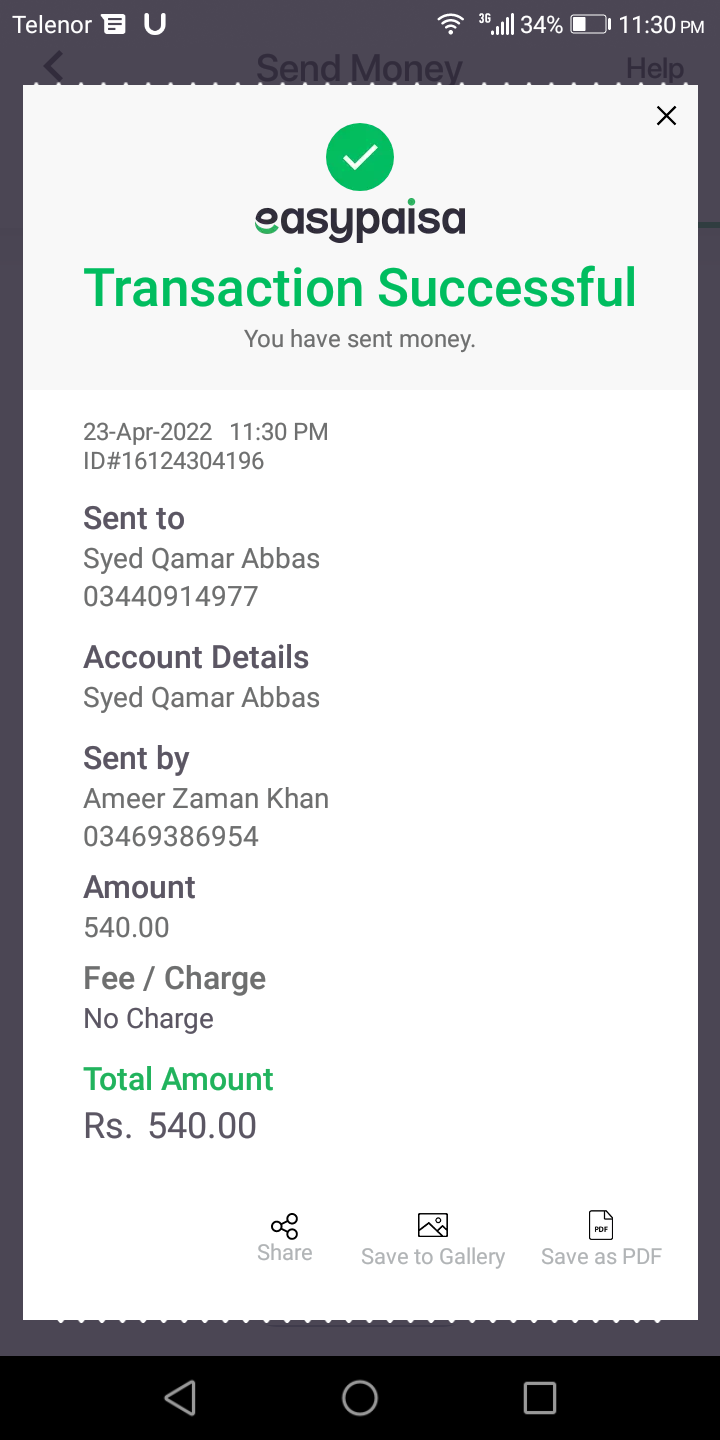 Telenor 3G 34% 11:30 PM
Send Money Help
easypaisa
Transaction Successful
You have sent money.
23-Apr-2022 11:30 PM
ID#16124304196
Sent to
Syed Qamar Abbas
03440914977
Account Details
Syed Qamar Abbas
Sent by
Ameer Zaman Khan
03469386954
Amount
540.00
Fee / Charge
No Charge
Total Amount
Rs. 540.00
PDF
Share Save to Gallery Save as PDF